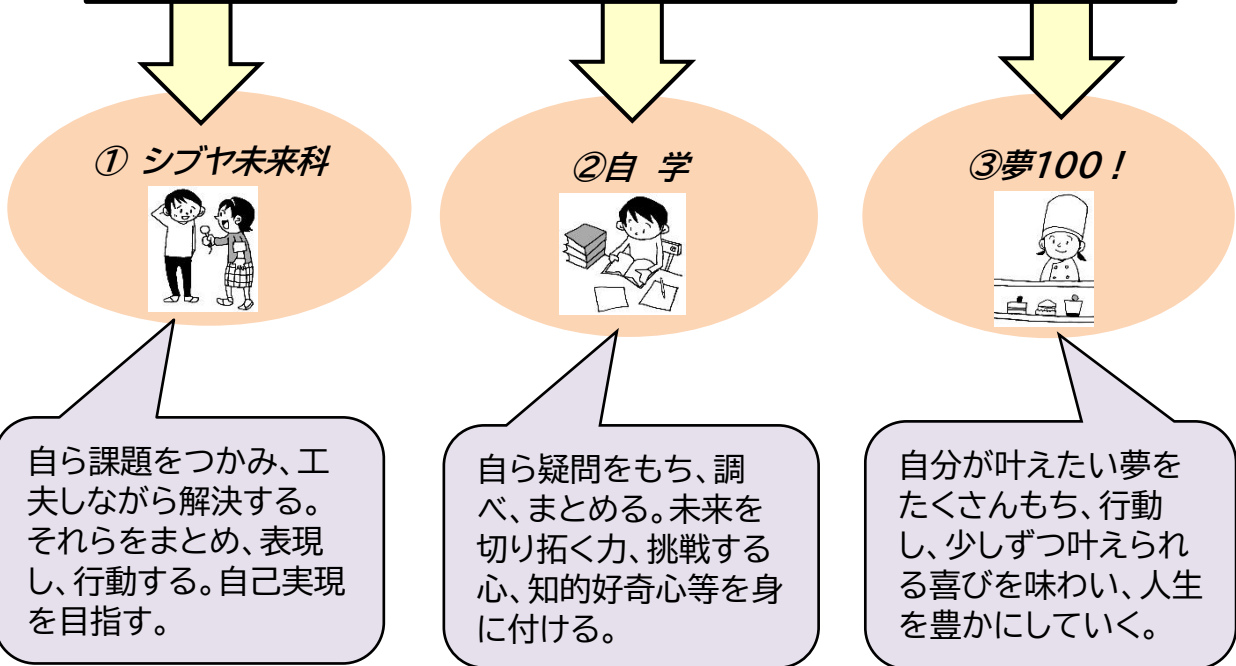 ① シブヤ未来科
②自 学
③夢100！
自ら課題をつかみ、工
夫しながら解決する。
それらをまとめ、表現
し、行動する。自己実現
を目指す。
自ら疑問をもち、調
べ、まとめる。未来を
切り拓く力、挑戦する
心、知的好奇心等を身
に付ける。
自分が叶えたい夢を
たくさんもち、行動
し、少しずつ叶えられ
る喜びを味わい、人生
を豊かにしていく。